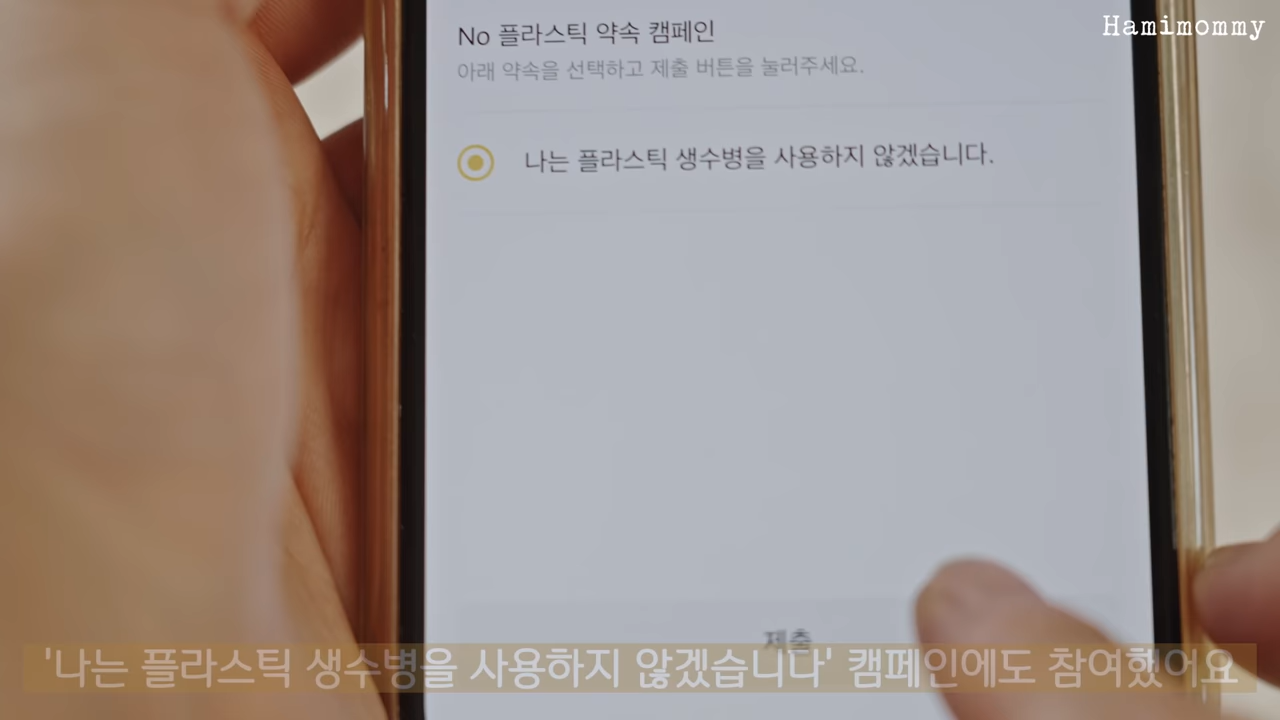 Hamimommy
No 플라스틱 약속 캠페인
아래 약속을 선택하고 제출 버튼을 눌러주세요.
나는 플라스틱 생수병을 사용하지 않겠습니다.
제출
'나는 플라스틱 생수병을 사용하지 않겠습니다' 캠페인에도 참여했어요